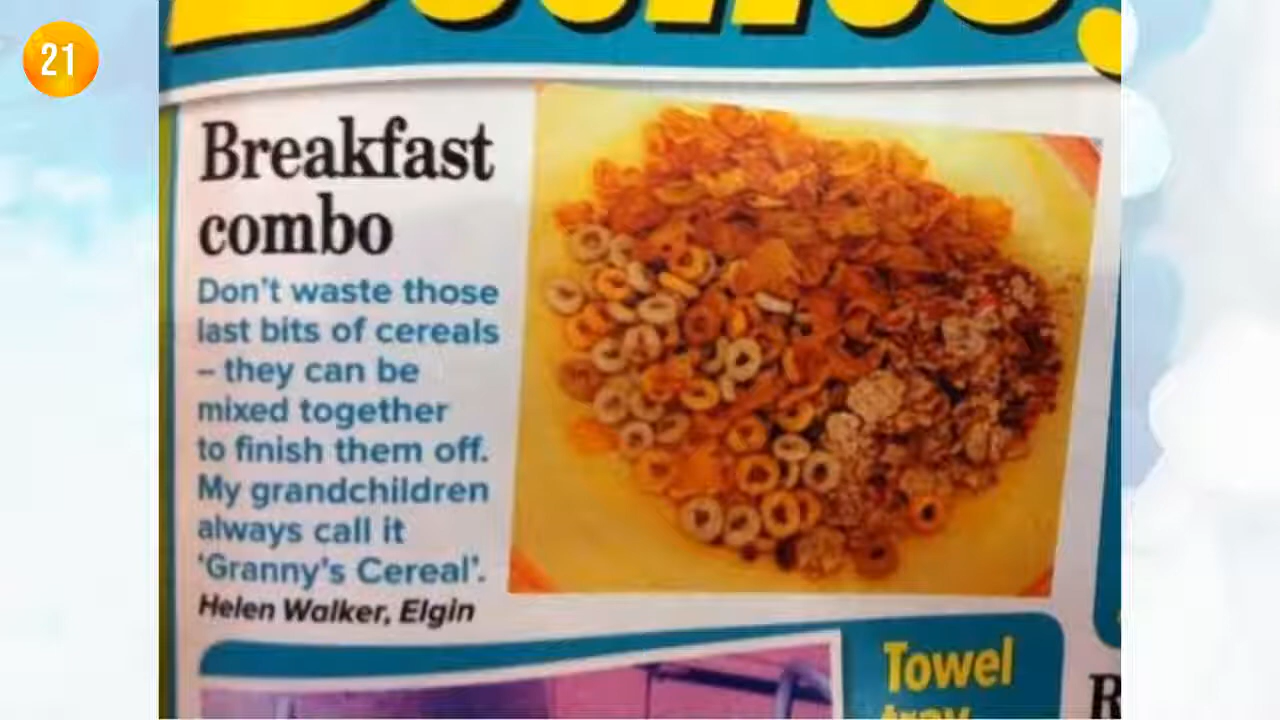 21
Breakfast
combo
Don't waste those
last bits of cereals
– they can be
mixed together
to finish them off.
My grandchildren
always call it
'Granny's Cereal'.
Helen Walker, Elgin
Towel